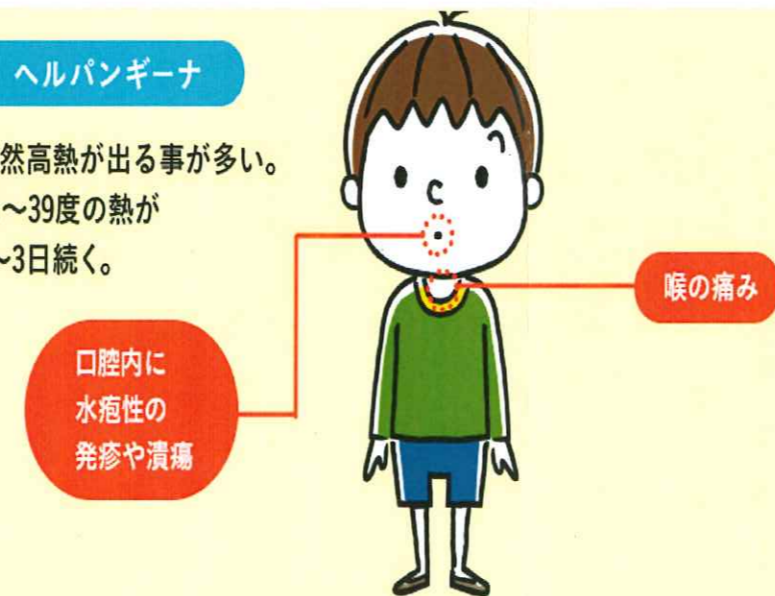 ヘルパンギーナ
然高熱が出る事が多い。
～39度の熱が
～3日続く。
喉の痛み
口腔内に
水疱性の
発疹や潰瘍